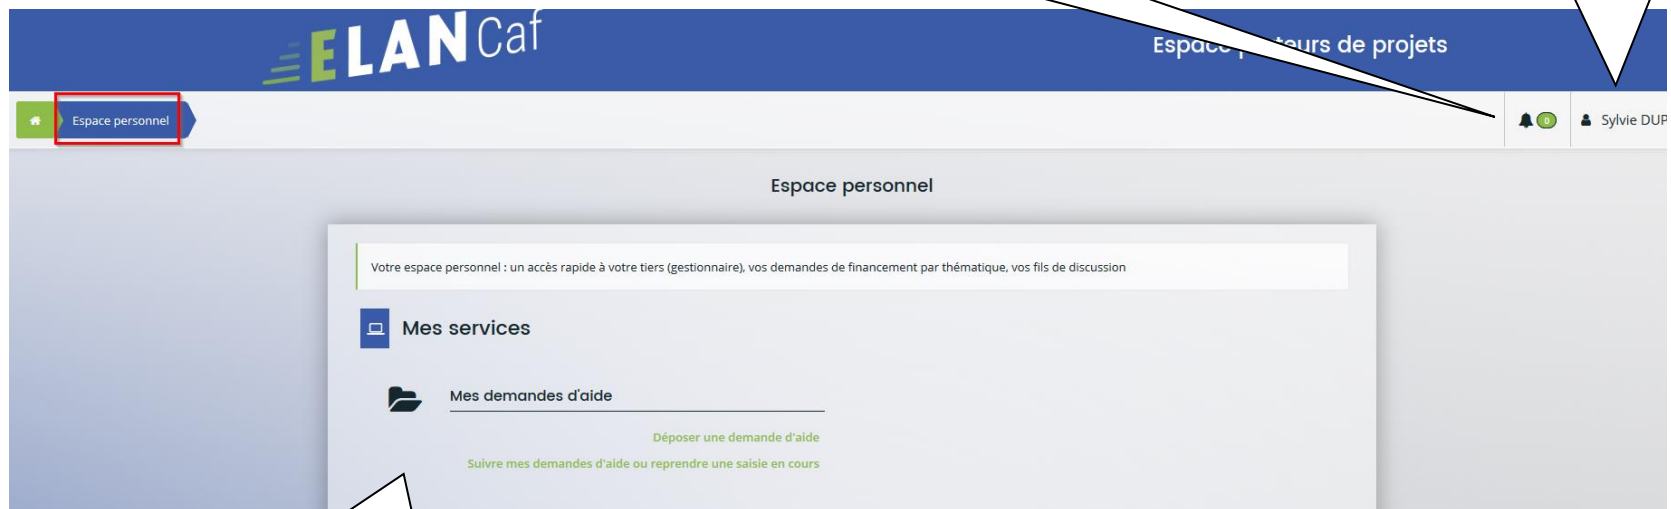 ELAN Caf
Espace porteurs de projets
Espace personnel
0
Sylvie DUP
Espace personnel
Votre espace personnel : un accès rapide à votre tiers (gestionnaire), vos demandes de financement par thématique, vos fils de discussion
Mes services
Mes demandes d'aide
Déposer une demande d'aide
Suivre mes demandes d'aide ou reprendre une saisie en cours